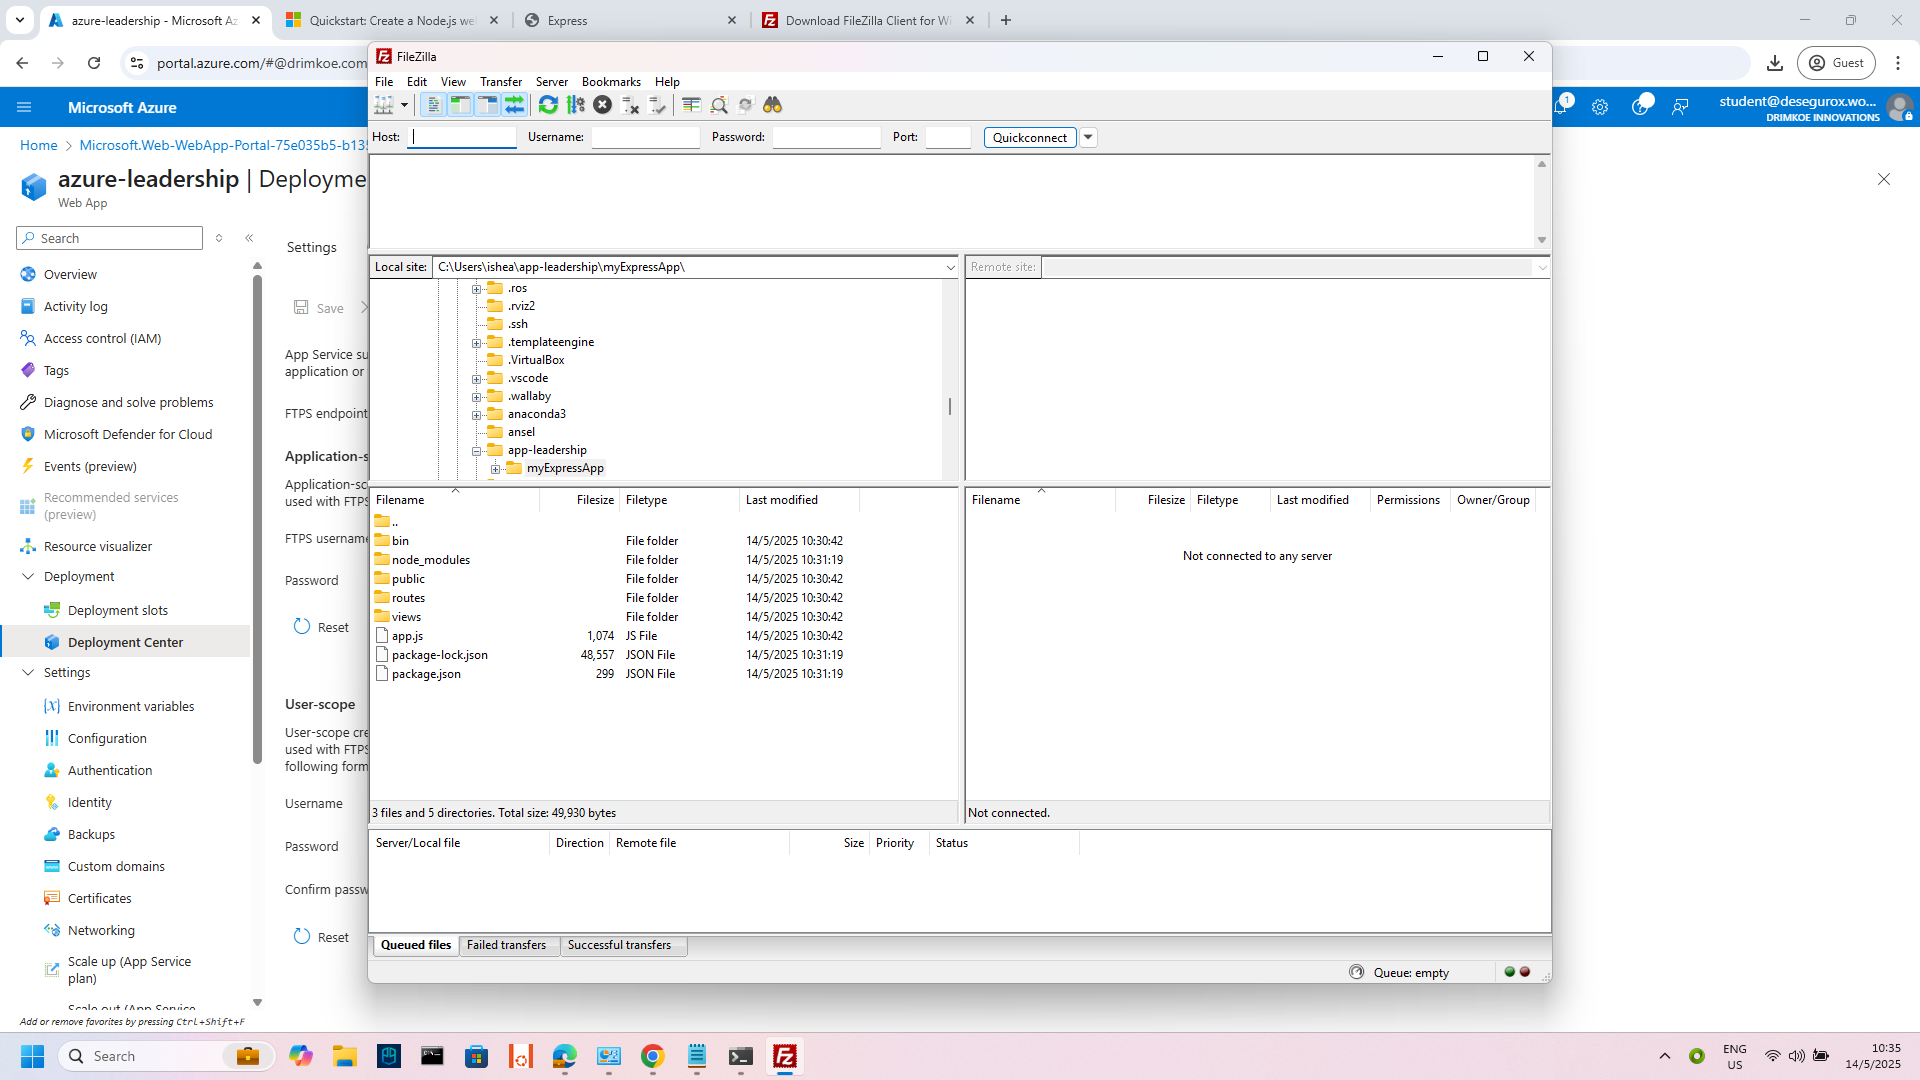 azure-leadership - Microsoft Az
Quickstart: Create a Node.js we
Express
Download FileZilla Client for Wi
portal.azure.com/#@drimkoe.com
Guest
Microsoft Azure
1
student@desegurox.wo...
DRIMKOE INNOVATIONS
Home
Microsoft.Web-WebApp-Portal-75e035b5-b135
azure-leadership | Deployme
Web App
Search
Overview
Activity log
Access control (IAM)
Tags
Diagnose and solve problems
Microsoft Defender for Cloud
Events (preview)
Recommended services
(preview)
Resource visualizer
Deployment
Deployment slots
Deployment Center
Settings
Environment variables
Configuration
Authentication
Identity
Backups
Custom domains
Certificates
Networking
Scale up (App Service
plan)
Scale out (App Service
Add or remove favorites by pressing Ctrl+Shift+F
Settings
Save
App Service su
application or
FTPS endpoint
Application-s
Application-sc
used with FTPS
FTPS username
Password
Reset
User-scope
User-scope cre
used with FTPS
following form
Username
Password
Confirm passw
Reset
FileZilla
File Edit View Transfer Server Bookmarks Help
Host: Username: Password: Port: Quickconnect
Local site: C:\Users\ishea\app-leadership\myExpressApp\
.ros
.rviz2
.ssh
.templateengine
.VirtualBox
.vscode
.wallaby
anaconda3
ansel
app-leadership
myExpressApp
Filename Filesize Filetype Last modified
..
bin File folder 14/5/2025 10:30:42
node_modules File folder 14/5/2025 10:31:19
public File folder 14/5/2025 10:30:42
routes File folder 14/5/2025 10:30:42
views File folder 14/5/2025 10:30:42
app.js 1,074 JS File 14/5/2025 10:30:42
package-lock.json 48,557 JSON File 14/5/2025 10:31:19
package.json 299 JSON File 14/5/2025 10:31:19
3 files and 5 directories. Total size: 49,930 bytes
Remote site:
Filename Filesize Filetype Last modified Permissions Owner/Group
Not connected to any server
Not connected.
Server/Local file Direction Remote file Size Priority Status
Queued files Failed transfers Successful transfers
Queue: empty
Search
ENG
US
10:35
14/5/2025